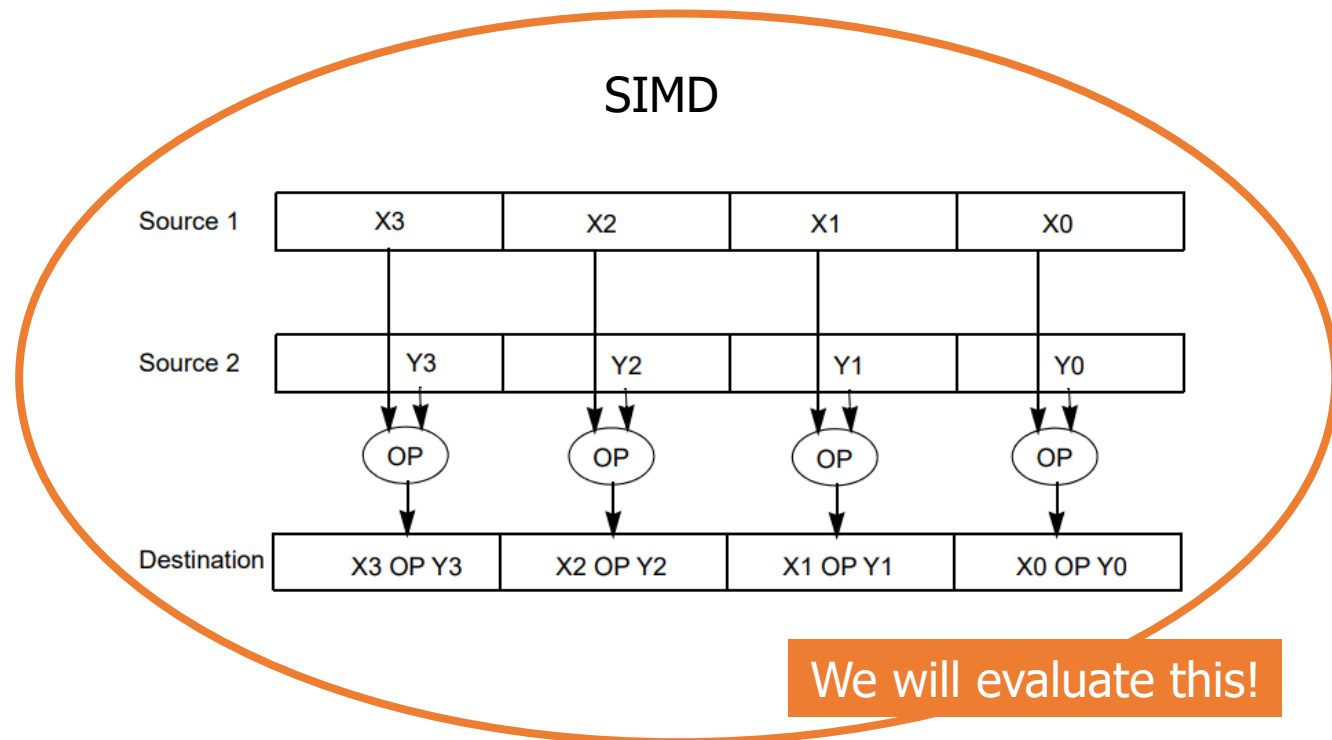 SIMD
Source 1 X3 X2 X1 X0
Source 2 Y3 Y2 Y1 Y0
OP OP OP OP
Destination X3 OP Y3 X2 OP Y2 X1 OP Y1 X0 OP Y0
We will evaluate this!